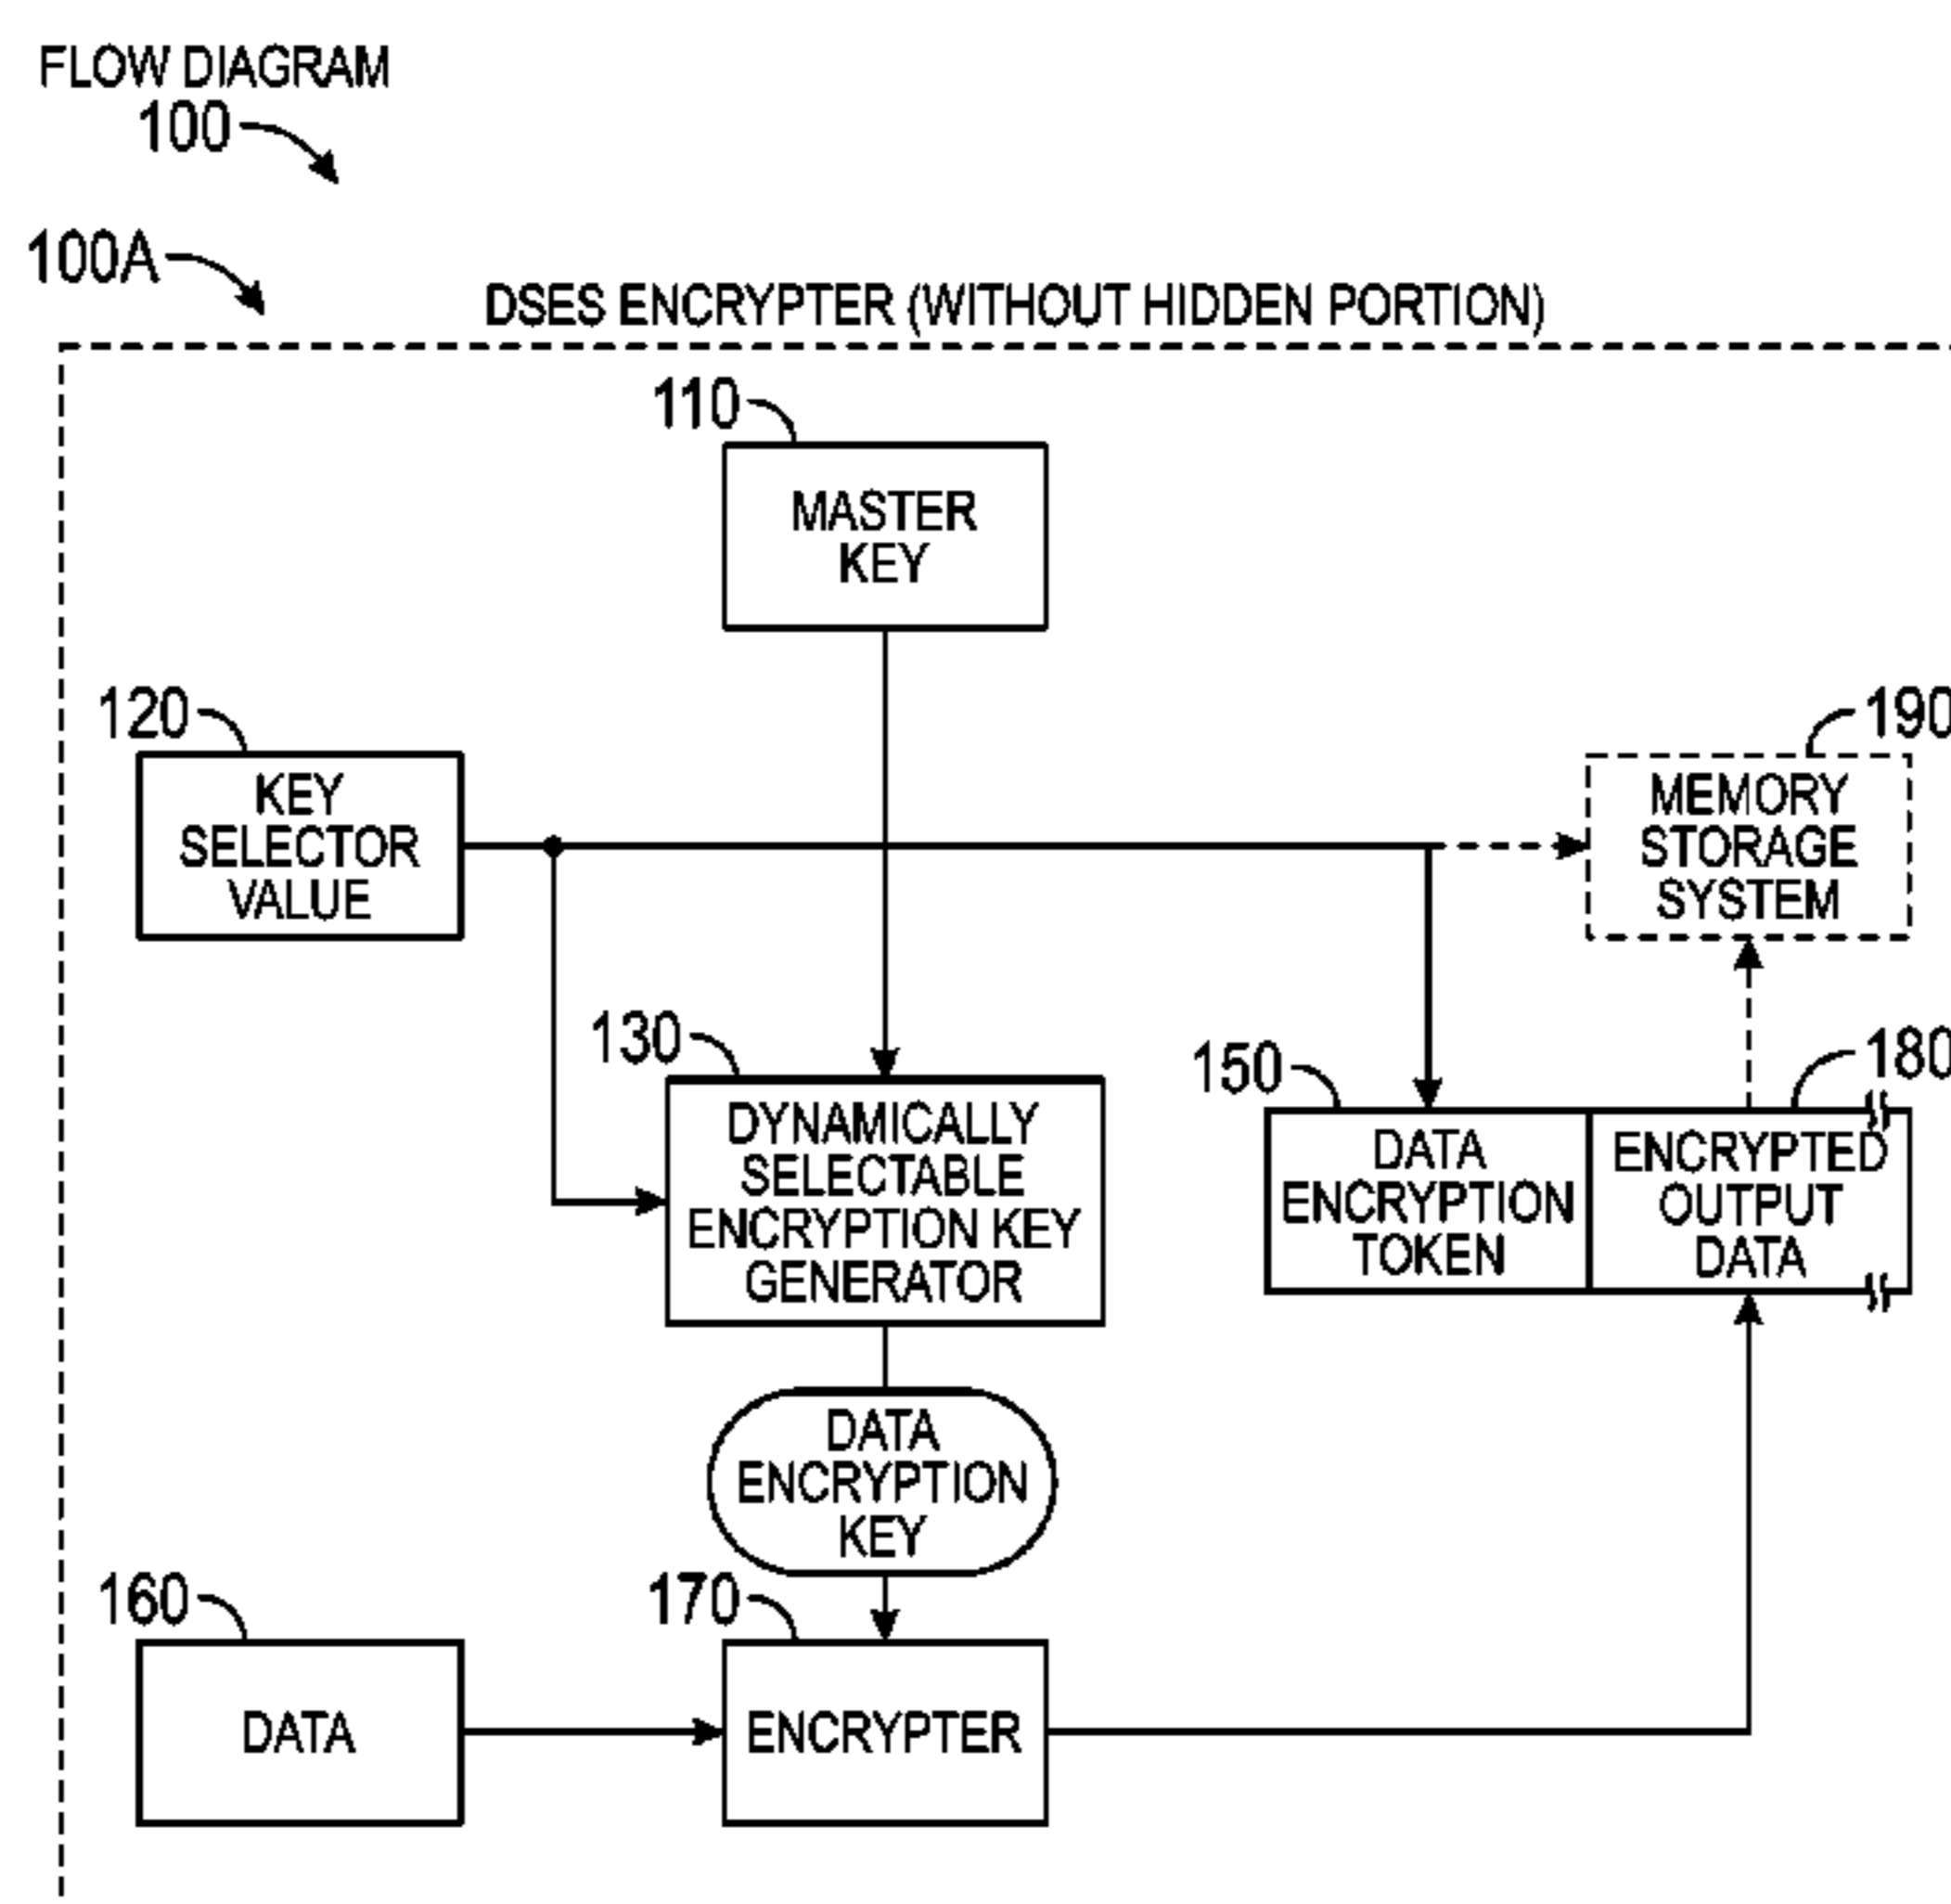 FLOW DIAGRAM
100
100A
DSES ENCRYPTER (WITHOUT HIDDEN PORTION)
110
MASTER
KEY
120
KEY
SELECTOR
VALUE
190
MEMORY
STORAGE
SYSTEM
130
DYNAMICALLY
SELECTABLE
ENCRYPTION KEY
GENERATOR
150
DATA
ENCRYPTION
TOKEN
180
ENCRYPTED
OUTPUT
DATA
DATA
ENCRYPTION
KEY
160
DATA
170
ENCRYPTER